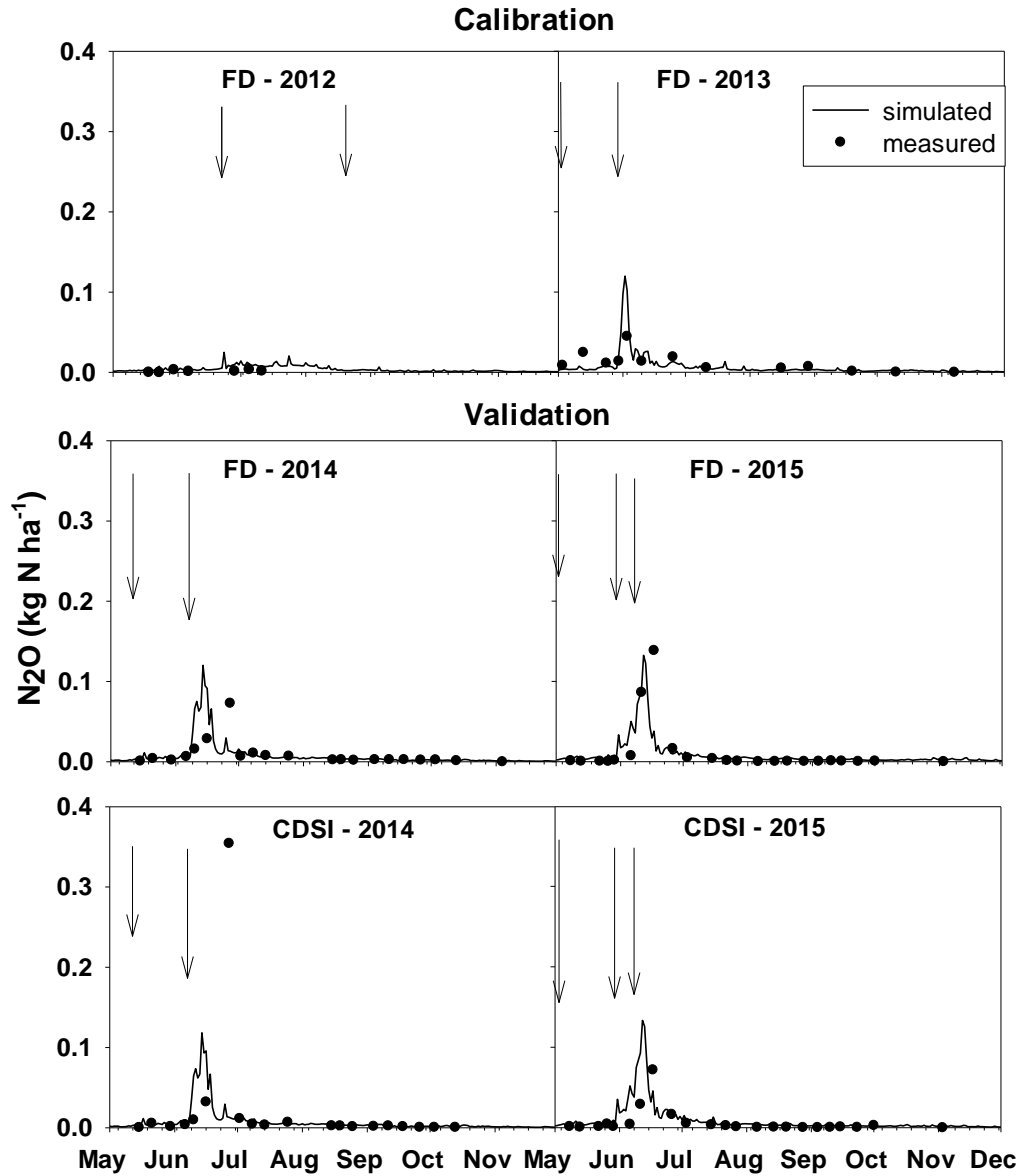 Calibration
0.4
0.3
0.2
0.1
0.0
FD - 2012
FD - 2013
simulated
measured
Validation
N₂O (kg N ha⁻¹)
0.4
0.3
0.2
0.1
0.0
FD - 2014
FD - 2015
0.4
0.3
0.2
0.1
0.0
CDSI - 2014
CDSI - 2015
May Jun Jul Aug Sep Oct Nov May Jun Jul Aug Sep Oct Nov Dec